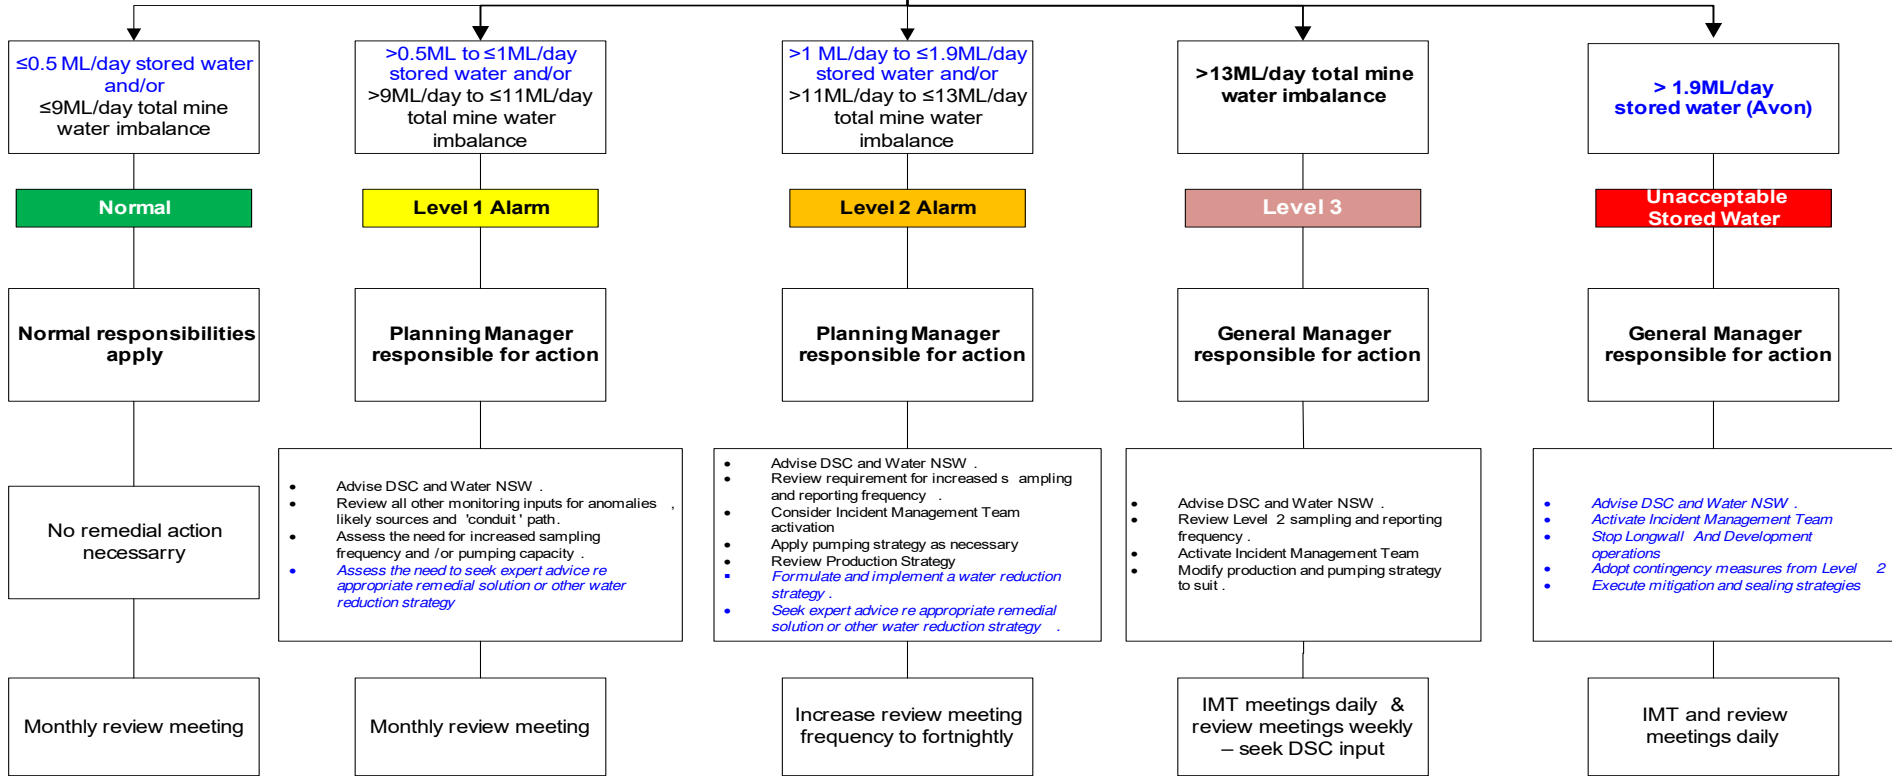 ≤0.5 ML/day stored water
and/or
≤9ML/day total mine
water imbalance
>0.5ML to ≤1ML/day
stored water and/or
>9ML/day to ≤11ML/day
total mine water
imbalance
>1 ML/day to ≤1.9ML/day
stored water and/or
>11ML/day to ≤13ML/day
total mine water
imbalance
>13ML/day total mine
water imbalance
> 1.9ML/day
stored water (Avon)
Normal
Level 1 Alarm
Level 2 Alarm
Level 3
Unacceptable
Stored Water
Normal responsibilities
apply
Planning Manager
responsible for action
Planning Manager
responsible for action
General Manager
responsible for action
General Manager
responsible for action
No remedial action
necessarry
• Advise DSC and Water NSW .
• Review all other monitoring inputs for anomalies ,
likely sources and 'conduit ' path.
• Assess the need for increased sampling
frequency and /or pumping capacity .
• Assess the need to seek expert advice re
appropriate remedial solution or other water
reduction strategy
• Advise DSC and Water NSW .
• Review requirement for increased s ampling
and reporting frequency .
• Consider Incident Management Team
activation
• Apply pumping strategy as necessary
• Review Production Strategy
▪ Formulate and implement a water reduction
strategy .
• Seek expert advice re appropriate remedial
solution or other water reduction strategy .
• Advise DSC and Water NSW .
• Review Level 2 sampling and reporting
frequency .
• Activate Incident Management Team
• Modify production and pumping strategy
to suit .
• Advise DSC and Water NSW .
• Activate Incident Management Team
• Stop Longwall And Development
operations
• Adopt contingency measures from Level 2
• Execute mitigation and sealing strategies
Monthly review meeting
Monthly review meeting
Increase review meeting
frequency to fortnightly
IMT meetings daily &
review meetings weekly
– seek DSC input
IMT and review
meetings daily